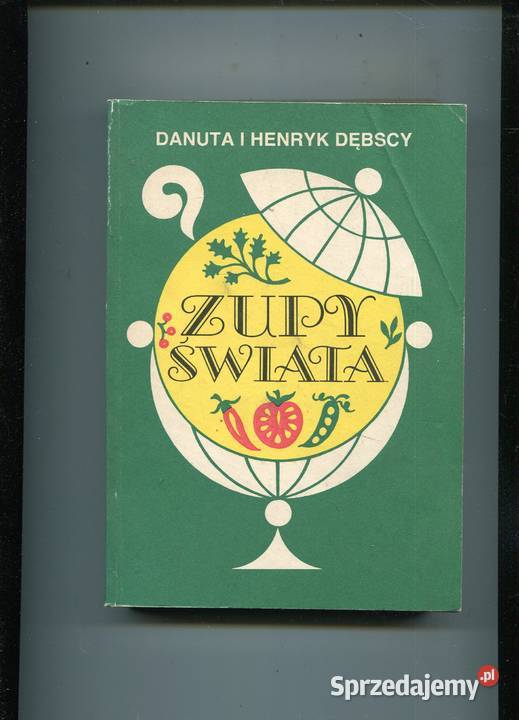 DANUTA I HENRYK DĘBSCY
ZUPY
ŚWIATA
Sprzedajemy.pl